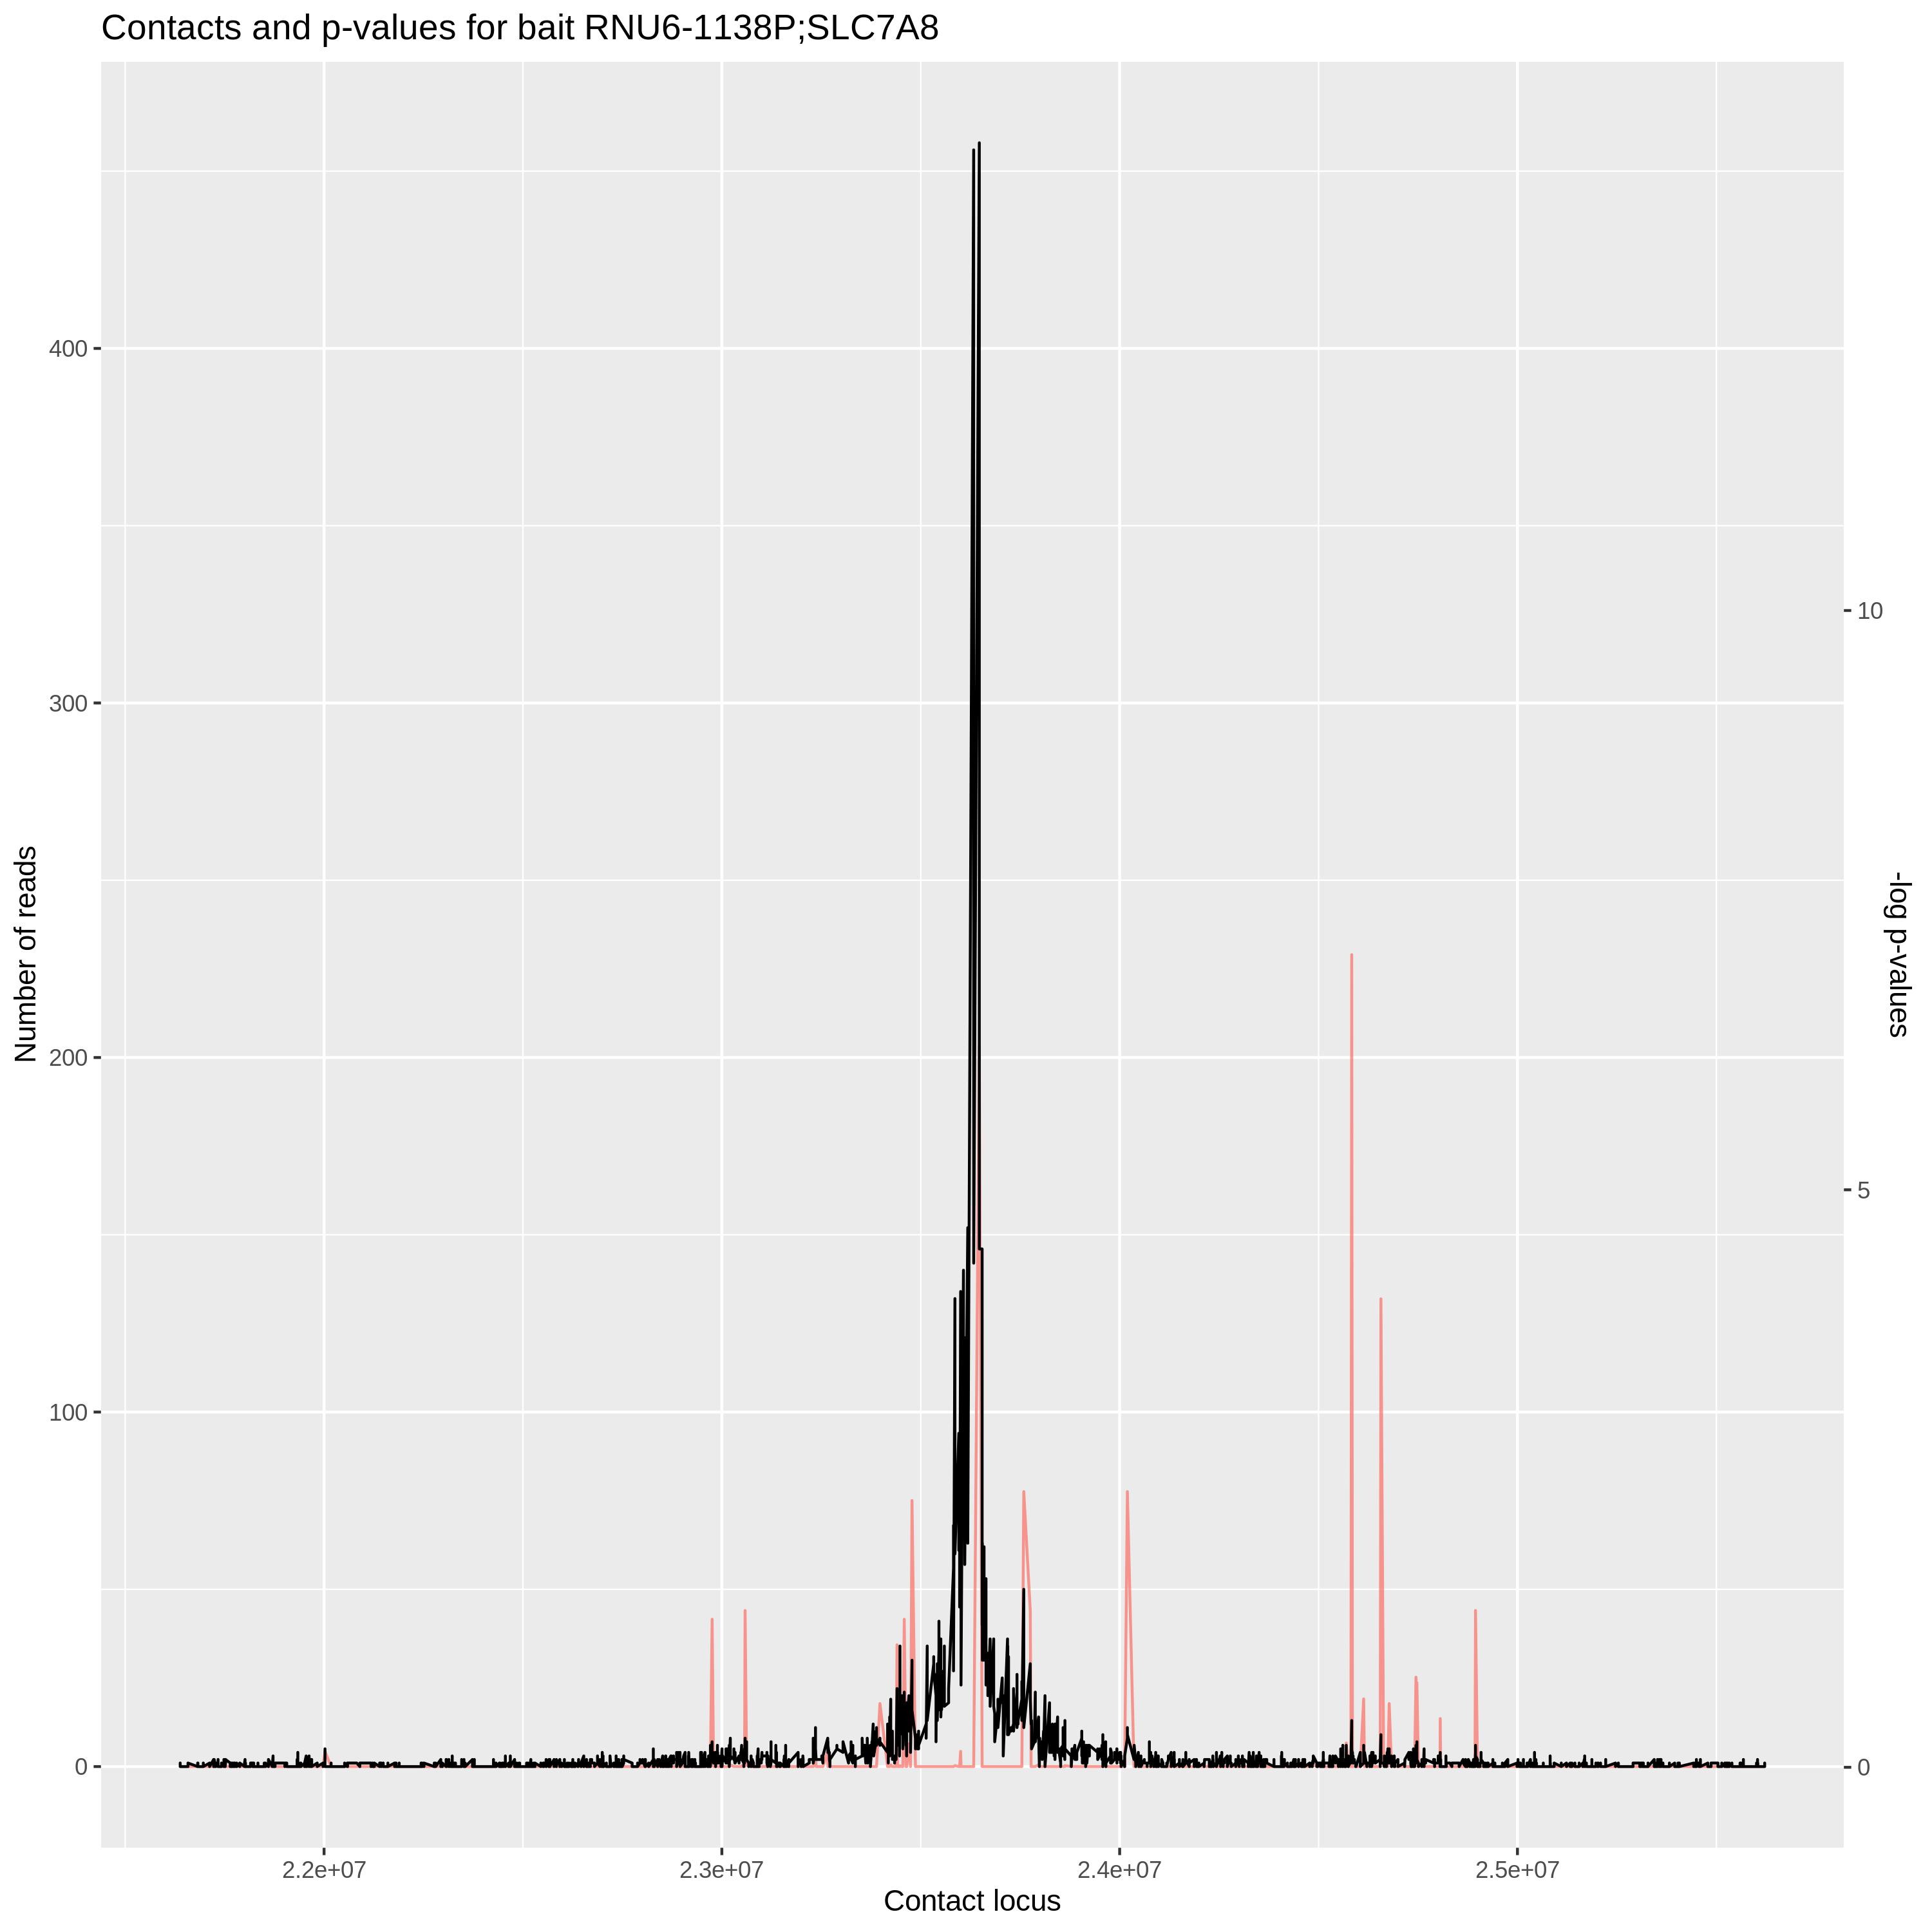 Contacts and p-values for bait RNU6-1138P;SLC7A8
Number of reads
400
300
200
100
0
10
5
0
-log p-values
2.2e+07
2.3e+07
2.4e+07
2.5e+07
Contact locus